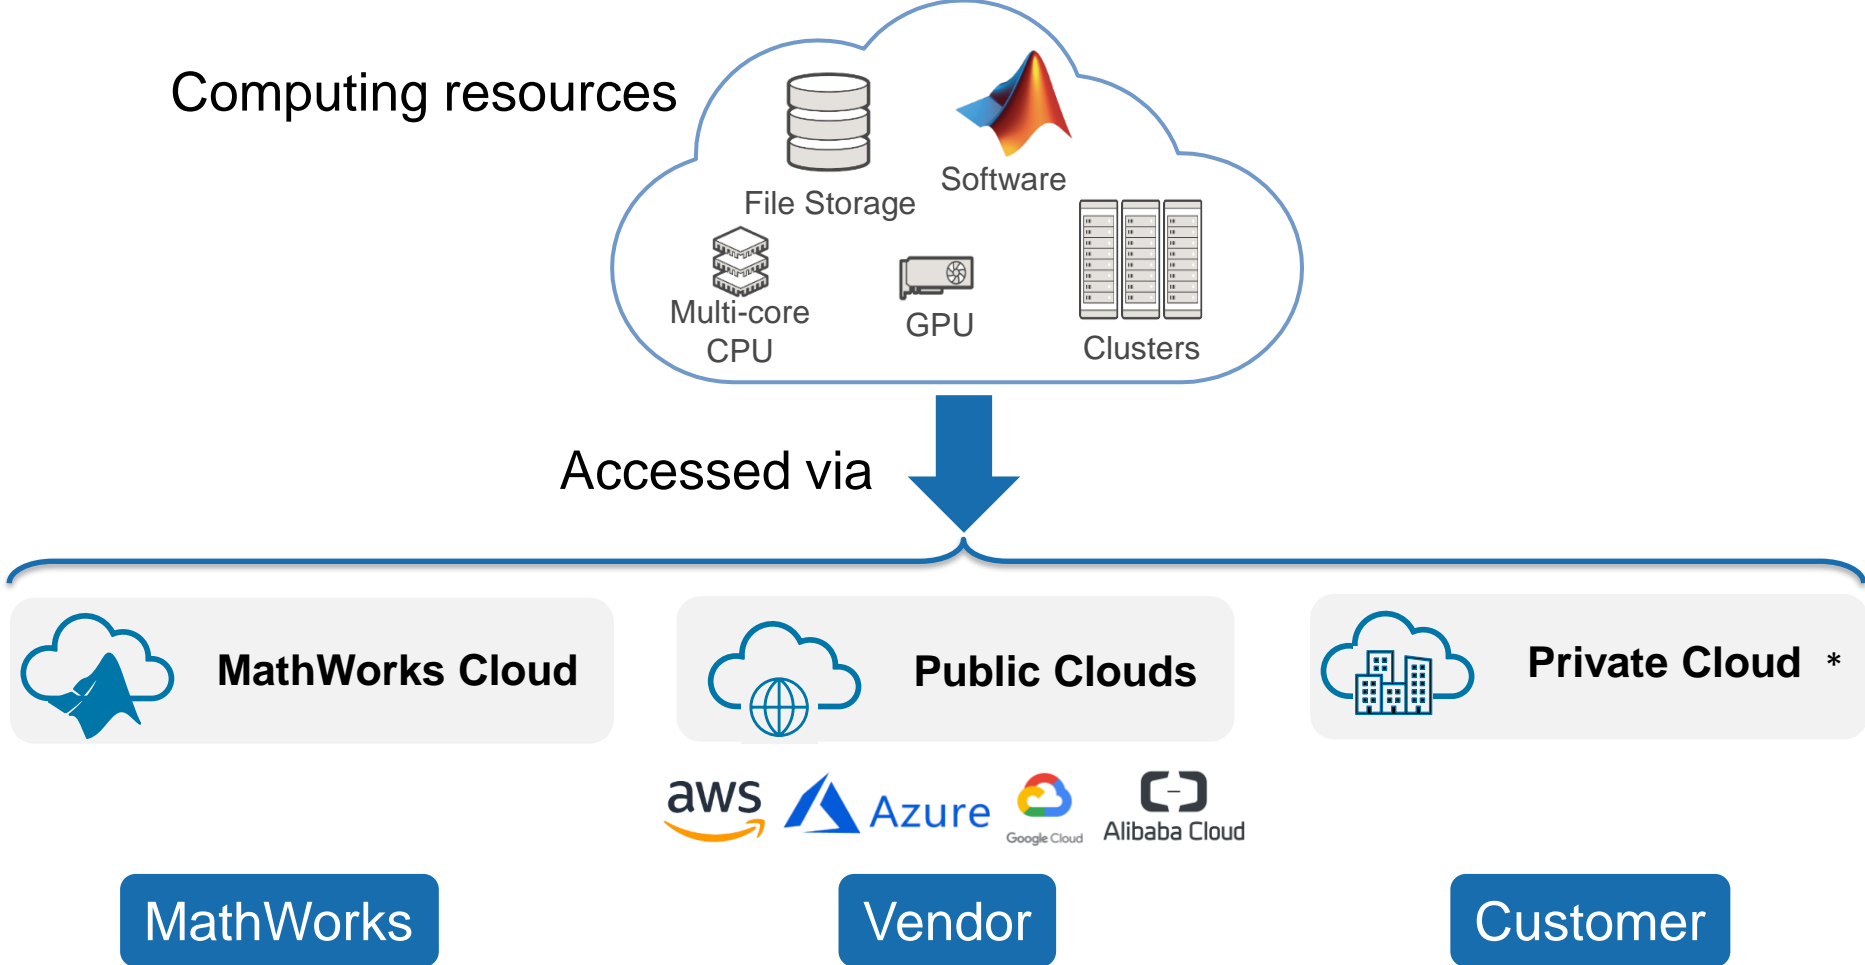 Computing resources
File Storage
Software
Multi-core
CPU
GPU
Clusters
Accessed via
MathWorks Cloud
Public Clouds
Private Cloud *
aws
Azure
Google Cloud
Alibaba Cloud
MathWorks
Vendor
Customer